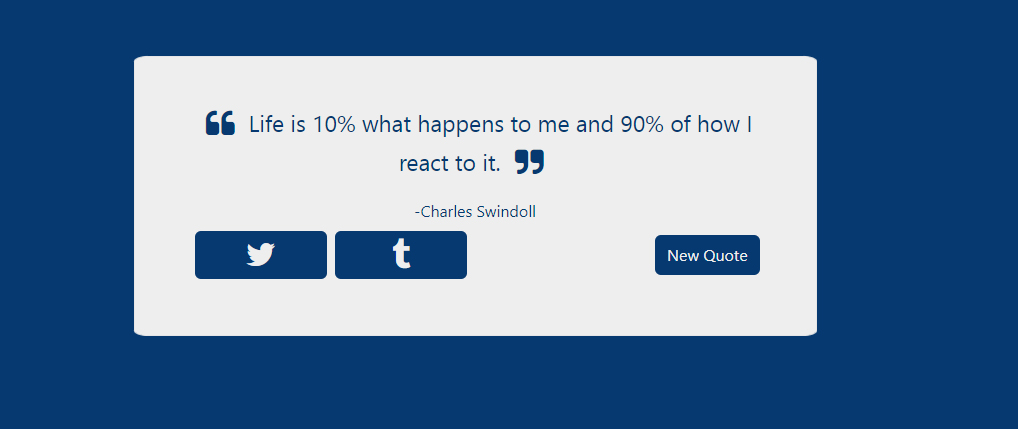 ❝ Life is 10% what happens to me and 90% of how I
react to it. ❞
-Charles Swindoll
New Quote